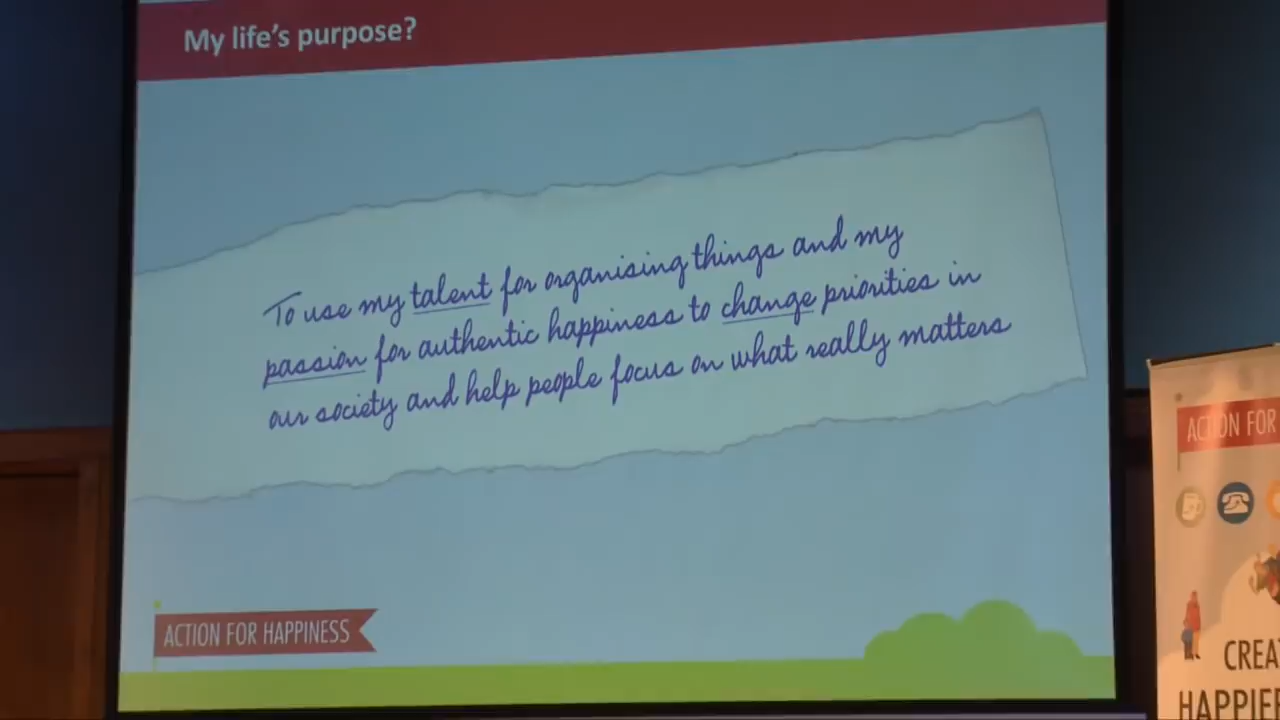 My life's purpose?
To use my talent for organising things and my
passion for authentic happiness to change priorities in
our society and help people focus on what really matters
ACTION FOR HAPPINESS
ACTION FOR
CREA
HAPPIE